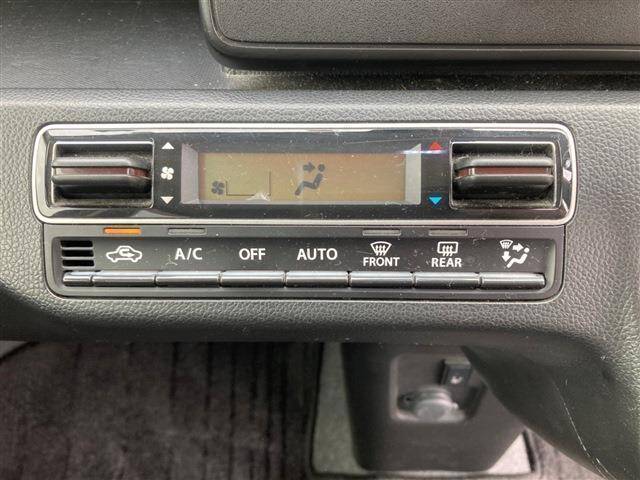 A/C OFF AUTO FRONT REAR